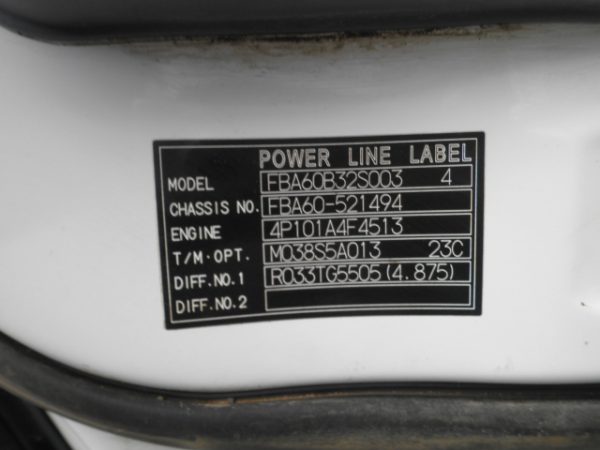 POWER LINE LABEL
MODEL FBA60B32S003 4
CHASSIS NO. FBA60-521494
ENGINE 4P101A4F4513
T/M·OPT. M038S5A013 23C
DIFF.NO.1 R033TG5505(4.875)
DIFF.NO.2